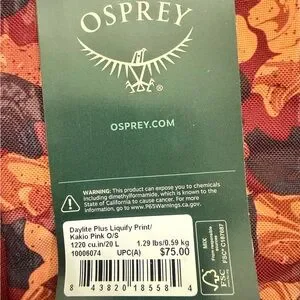 OSPREY
®
OSPREY.COM
WARNING: This product can expose you to chemicals
including dimethylformamide, which is known to the
State of California to cause cancer. For more
information, go to www.P65Warnings.ca.gov.
Daylite Plus Liquify Print/
Kakio Pink O/S
1220 cu.in/20 L 1.29 lbs/0.59 kg
10006074 UPC(A) $75.00
8 43820 18558 4
MIX
FSC